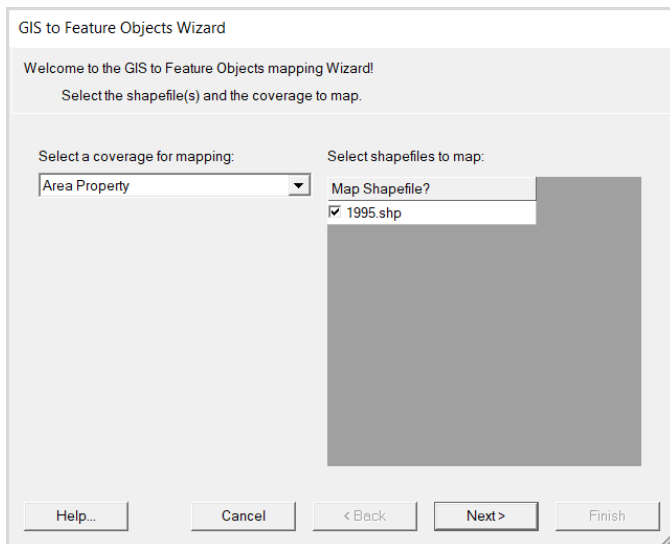 GIS to Feature Objects Wizard
Welcome to the GIS to Feature Objects mapping Wizard!
Select the shapefile(s) and the coverage to map.
Select a coverage for mapping:
Area Property
Select shapefiles to map:
Map Shapefile?
1995.shp
Help...
Cancel
< Back
Next >
Finish